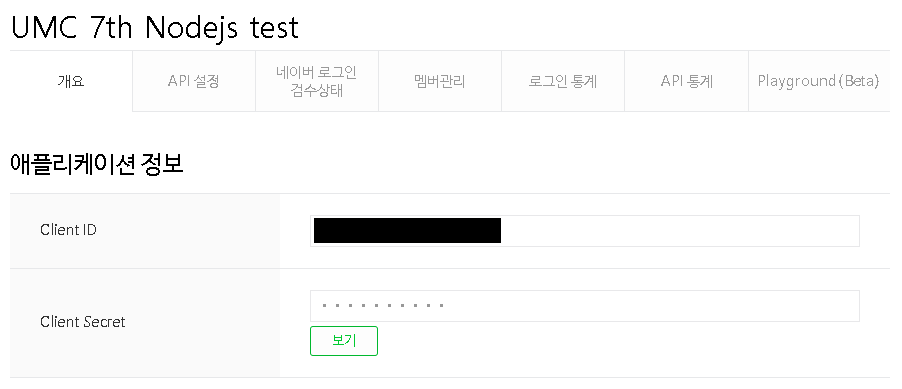 UMC 7th Nodejs test
개요
API 설정
네이버 로그인
검수상태
멤버관리
로그인 통계
API 통계
Playground (Beta)
애플리케이션 정보
Client ID
Client Secret
보기